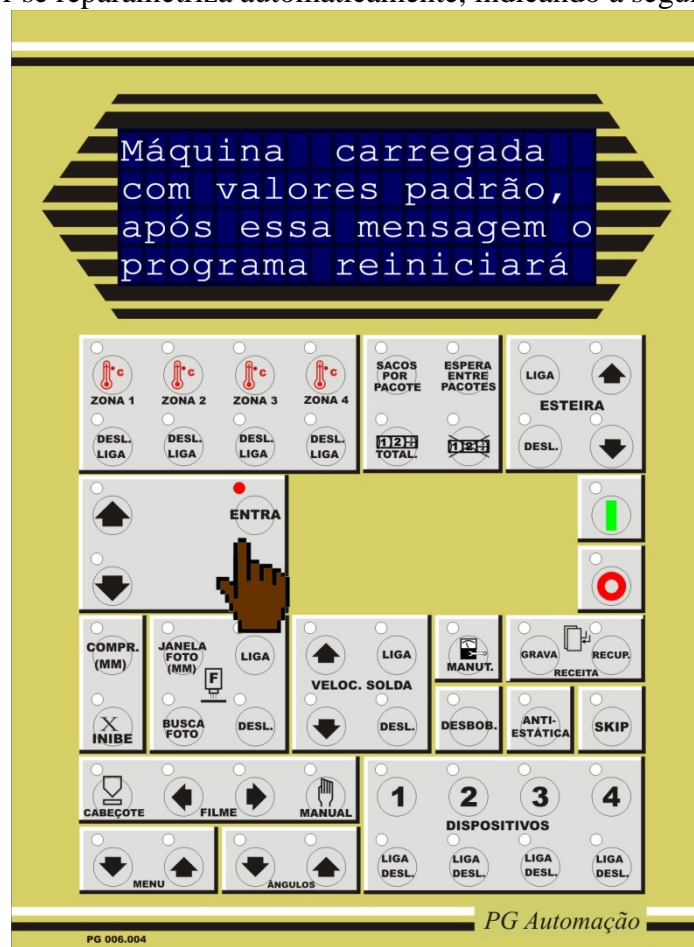 se reparametriza automaticamente, indicando a
Máquina carregada
com valores padrão,
após essa mensagem o
programa reiniciará
°C °C °C °C
ZONA 1 ZONA 2 ZONA 3 ZONA 4
DESL. LIGA DESL. LIGA DESL. LIGA DESL. LIGA
SACOS POR PACOTE ESPERA ENTRE PACOTES
TOTAL.
LIGA
ESTEIRA
DESL.
ENTRA
COMPR. (MM)
X
INIBE
JANELA FOTO (MM)
F
LIGA
BUSCA FOTO
DESL.
LIGA
VELOC. SOLDA
DESL.
MANUT.
GRAVA RECUP.
RECEITA
DESBOB.
ANTI-
ESTÁTICA
SKIP
CABEÇOTE FILME MANUAL
MENU ÂNGULOS
1 2 3 4
DISPOSITIVOS
LIGA DESL. LIGA DESL. LIGA DESL. LIGA DESL.
PG Automação
PG 006.004